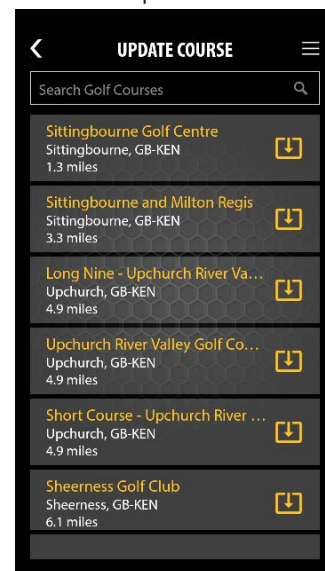 UPDATE COURSE
Search Golf Courses
Sittingbourne Golf Centre
Sittingbourne, GB-KEN
1.3 miles
Sittingbourne and Milton Regis
Sittingbourne, GB-KEN
3.3 miles
Long Nine - Upchurch River Va...
Upchurch, GB-KEN
4.9 miles
Upchurch River Valley Golf Co...
Upchurch, GB-KEN
4.9 miles
Short Course - Upchurch River ...
Upchurch, GB-KEN
4.9 miles
Sheerness Golf Club
Sheerness, GB-KEN
6.1 miles